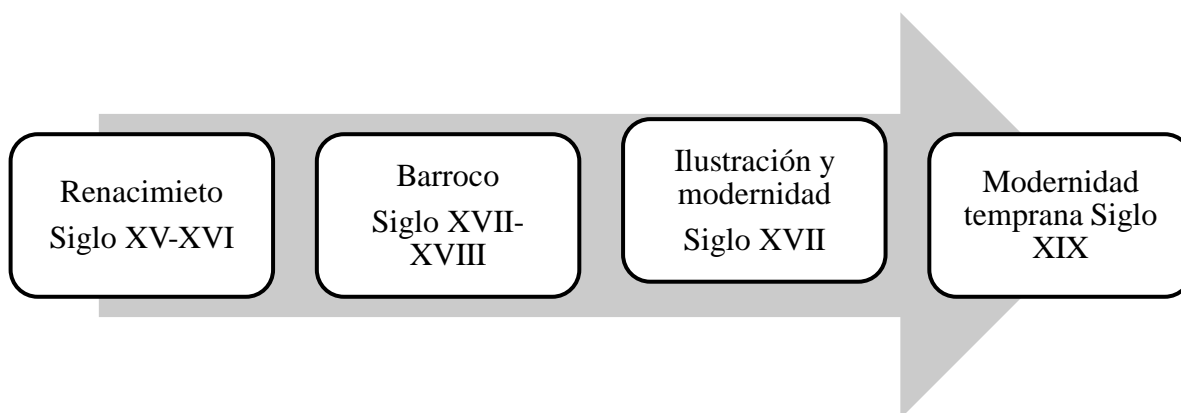 Renacimieto
Siglo XV-XVI
Barroco
Siglo XVII-
XVIII
Ilustración y
modernidad
Siglo XVII
Modernidad
temprana Siglo
XIX